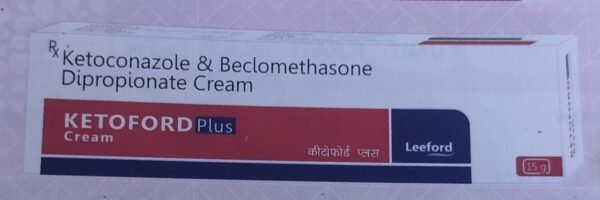 Rx Ketoconazole & Beclomethasone
Dipropionate Cream
KETOFORD Plus
Cream
कीटोफोर्ड प्लस
Leeford
15 g